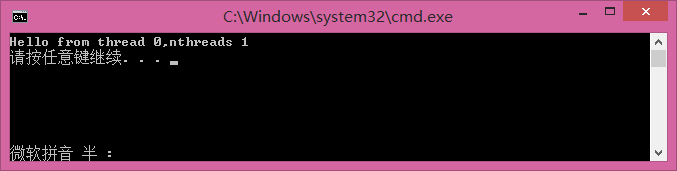 C:\Windows\system32\cmd.exe
Hello from thread 0,nthreads 1
请按任意键继续. . .
微软拼音 半 :